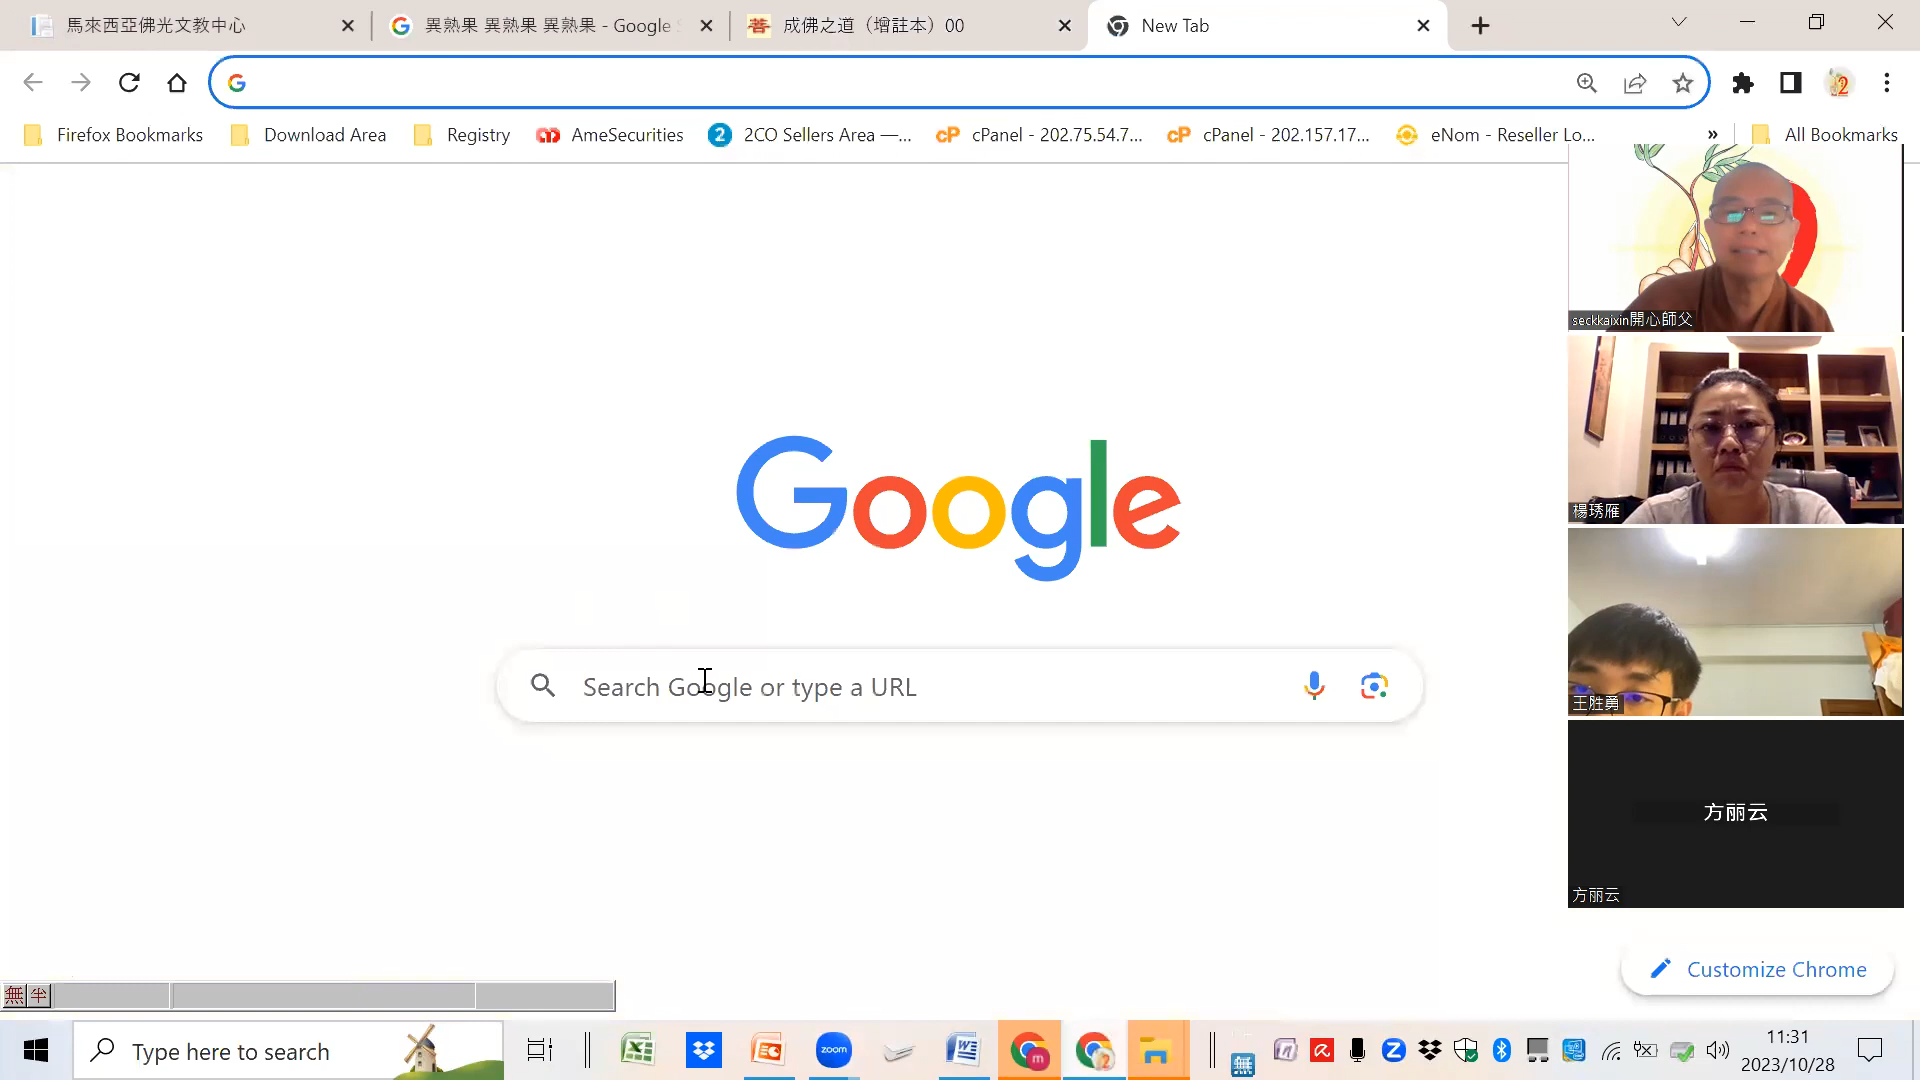 馬來西亞佛光文教中心
異熟果 異熟果 異熟果 - Google S
成佛之道（增註本）00
New Tab
Firefox Bookmarks
Download Area
Registry
AmeSecurities
2CO Sellers Area —...
cPanel - 202.75.54.7...
cPanel - 202.157.17...
eNom - Reseller Lo...
»
All Bookmarks
seckkaixin開心師父
楊琇雁
Google
Search Google or type a URL
王胜勇
方丽云
方丽云
Customize Chrome
無 半
Type here to search
zoom
11:31
2023/10/28